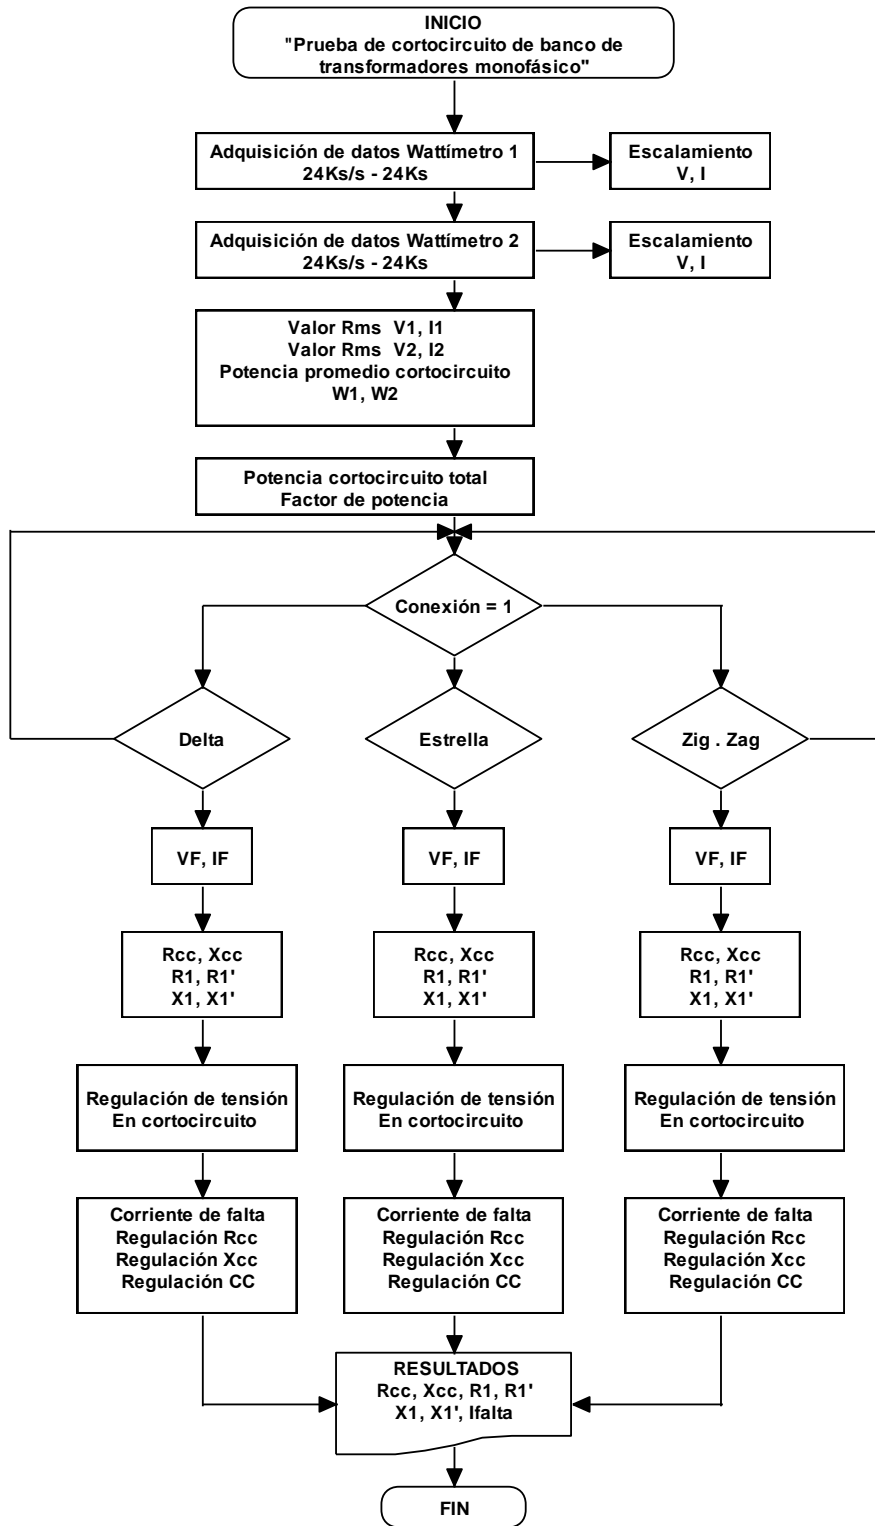 INICIO
"Prueba de cortocircuito de banco de
transformadores monofásico"
Adquisición de datos Wattímetro 1
24Ks/s - 24Ks
Escalamiento
V, I
Adquisición de datos Wattímetro 2
24Ks/s - 24Ks
Escalamiento
V, I
Valor Rms V1, I1
Valor Rms V2, I2
Potencia promedio cortocircuito
W1, W2
Potencia cortocircuito total
Factor de potencia
Conexión = 1
Delta
Estrella
Zig . Zag
VF, IF
VF, IF
VF, IF
Rcc, Xcc
R1, R1'
X1, X1'
Rcc, Xcc
R1, R1'
X1, X1'
Rcc, Xcc
R1, R1'
X1, X1'
Regulación de tensión
En cortocircuito
Regulación de tensión
En cortocircuito
Regulación de tensión
En cortocircuito
Corriente de falta
Regulación Rcc
Regulación Xcc
Regulación CC
Corriente de falta
Regulación Rcc
Regulación Xcc
Regulación CC
Corriente de falta
Regulación Rcc
Regulación Xcc
Regulación CC
RESULTADOS
Rcc, Xcc, R1, R1'
X1, X1', Ifalta
FIN